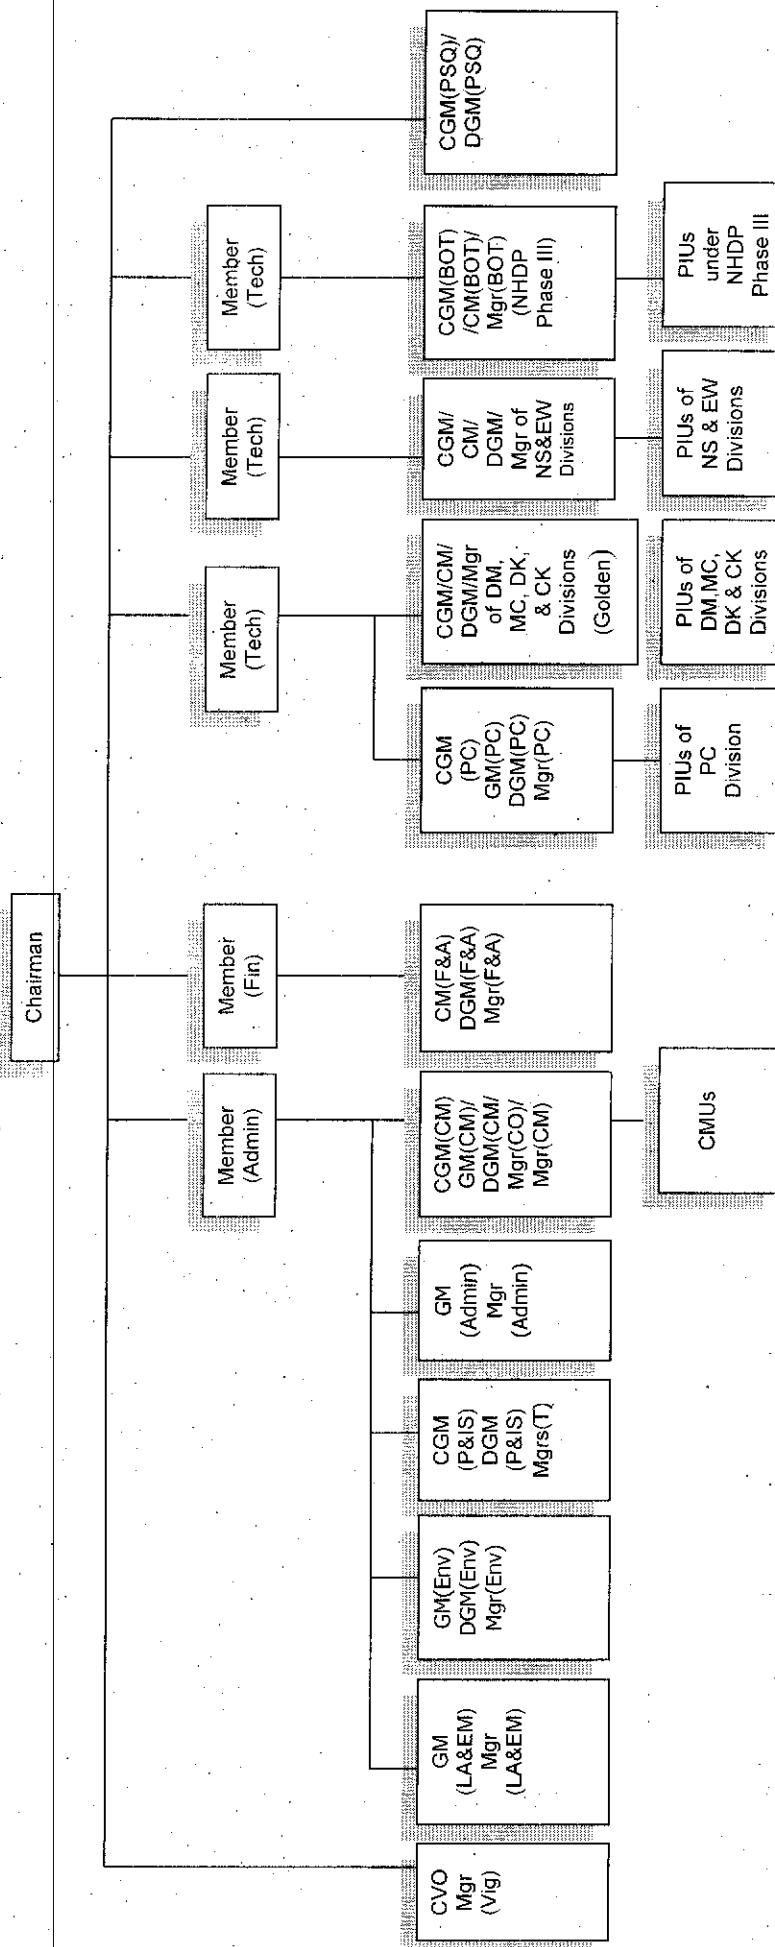 Chairman
Member
(Admin)
Member
(Fin)
Member
(Tech)
Member
(Tech)
Member
(Tech)
CVO
Mgr
(Vig)
GM
(LA&EM)
Mgr
(LA&EM)
GM(Env)
DGM(Env)
Mgr(Env)
CGM
(P&IS)
DGM
(P&IS)
Mgrs(T)
GM
(Admin)
Mgr
(Admin)
CGM(CM)
GM(CM)/
DGM(CM/
Mgr(CO)/
Mgr(CM)
CM(F&A)
DGM(F&A)
Mgr(F&A)
CGM
(PC)
GM(PC)
DGM(PC)
Mgr(PC)
CGM/CM/
DGM/Mgr
of DM,
MC, DK,
& CK
Divisions
(Golden)
CGM/
CM/
DGM/
Mgr of
NS&EW
Divisions
CGM(BOT)
/CM(BOT)/
Mgr(BOT)
(NHDP
Phase III)
CGM(PSQ)/
DGM(PSQ)
CMUs
PIUs of
PC
Division
PIUs of
DM,MC,
DK & CK
Divisions
PIUs of
NS & EW
Divisions
PIUs
under
NHDP
Phase III